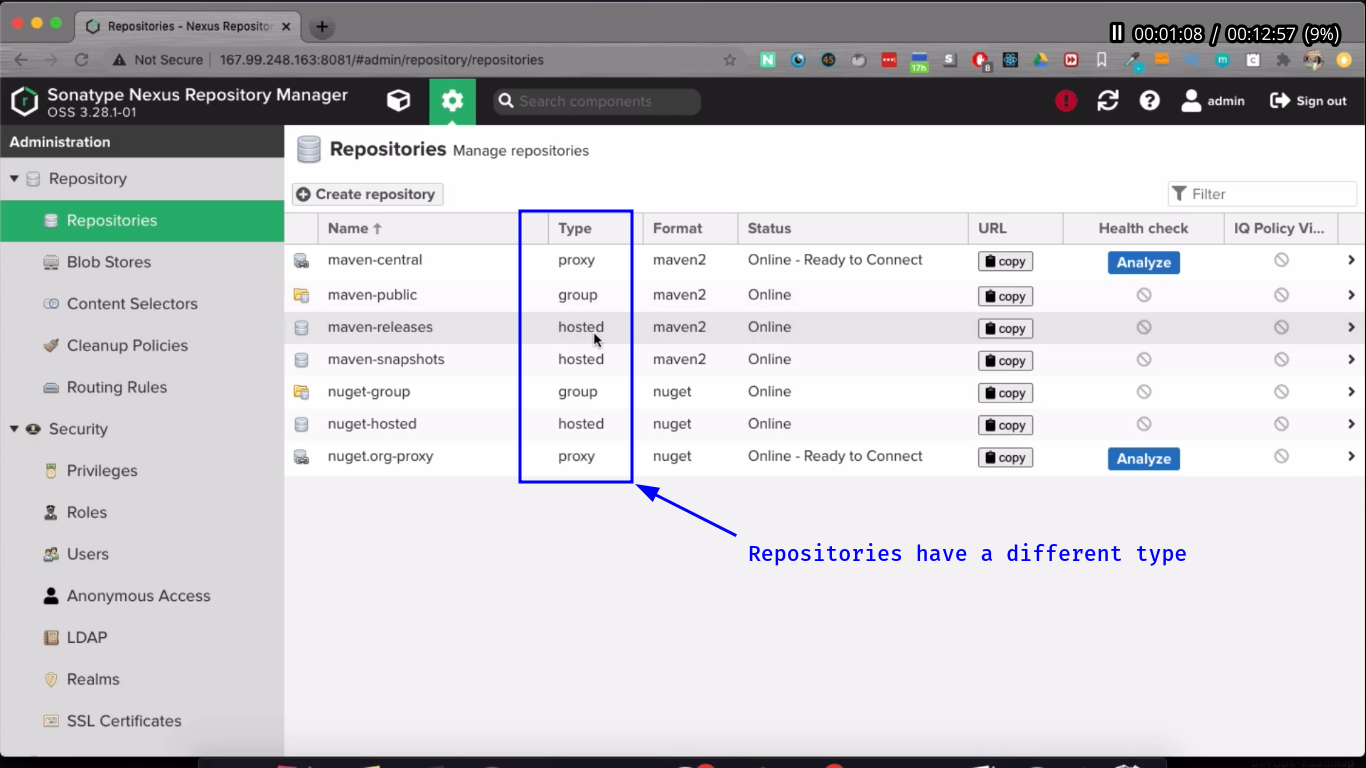 Repositories - Nexus Reposito
00:01:08 / 00:12:57 (9%)
Not Secure
167.99.248.163:8081/#admin/repository/repositories
45
17h
S
8
m
C
Sonatype Nexus Repository Manager
OSS 3.28.1-01
Search components
admin
Sign out
Administration
Repositories Manage repositories
Repository
Create repository
Filter
Repositories
Name Type Format Status URL Health check IQ Policy Vi...
maven-central proxy maven2 Online - Ready to Connect copy Analyze
Blob Stores
maven-public group maven2 Online copy
Content Selectors
maven-releases hosted maven2 Online copy
Cleanup Policies
maven-snapshots hosted maven2 Online copy
Routing Rules
nuget-group group nuget Online copy
Security
nuget-hosted hosted nuget Online copy
Privileges
nuget.org-proxy proxy nuget Online - Ready to Connect copy Analyze
Roles
Users
Repositories have a different type
Anonymous Access
LDAP
Realms
SSL Certificates